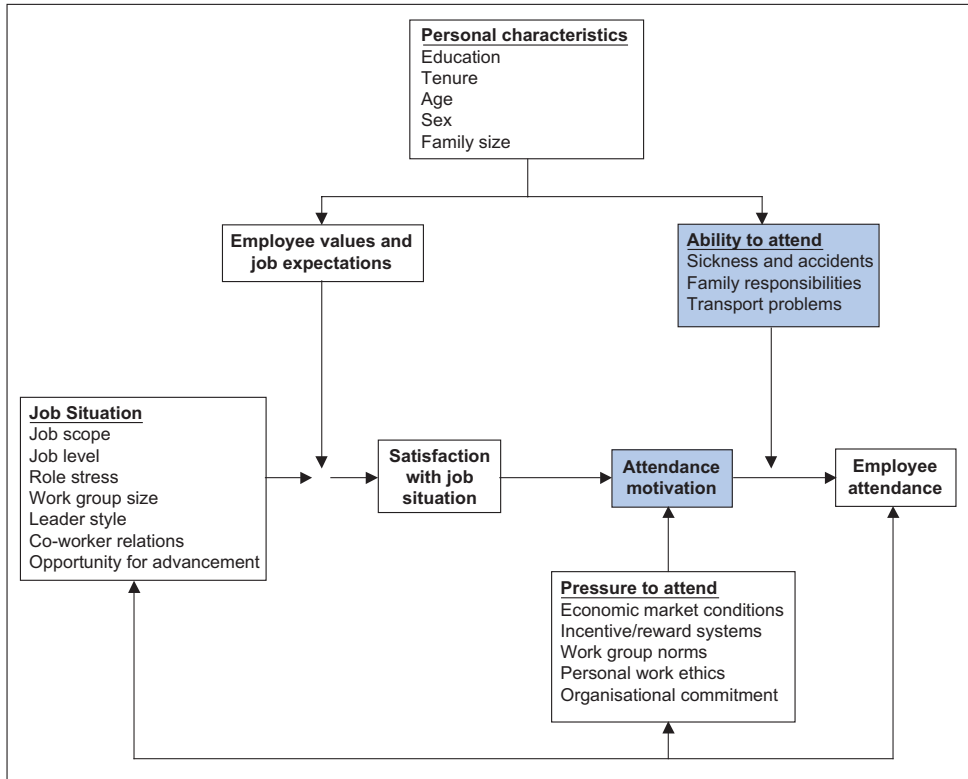 Personal characteristics
Education
Tenure
Age
Sex
Family size
Employee values and
job expectations
Ability to attend
Sickness and accidents
Family responsibilities
Transport problems
Job Situation
Job scope
Job level
Role stress
Work group size
Leader style
Co-worker relations
Opportunity for advancement
Satisfaction
with job
situation
Attendance
motivation
Employee
attendance
Pressure to attend
Economic market conditions
Incentive/reward systems
Work group norms
Personal work ethics
Organisational commitment